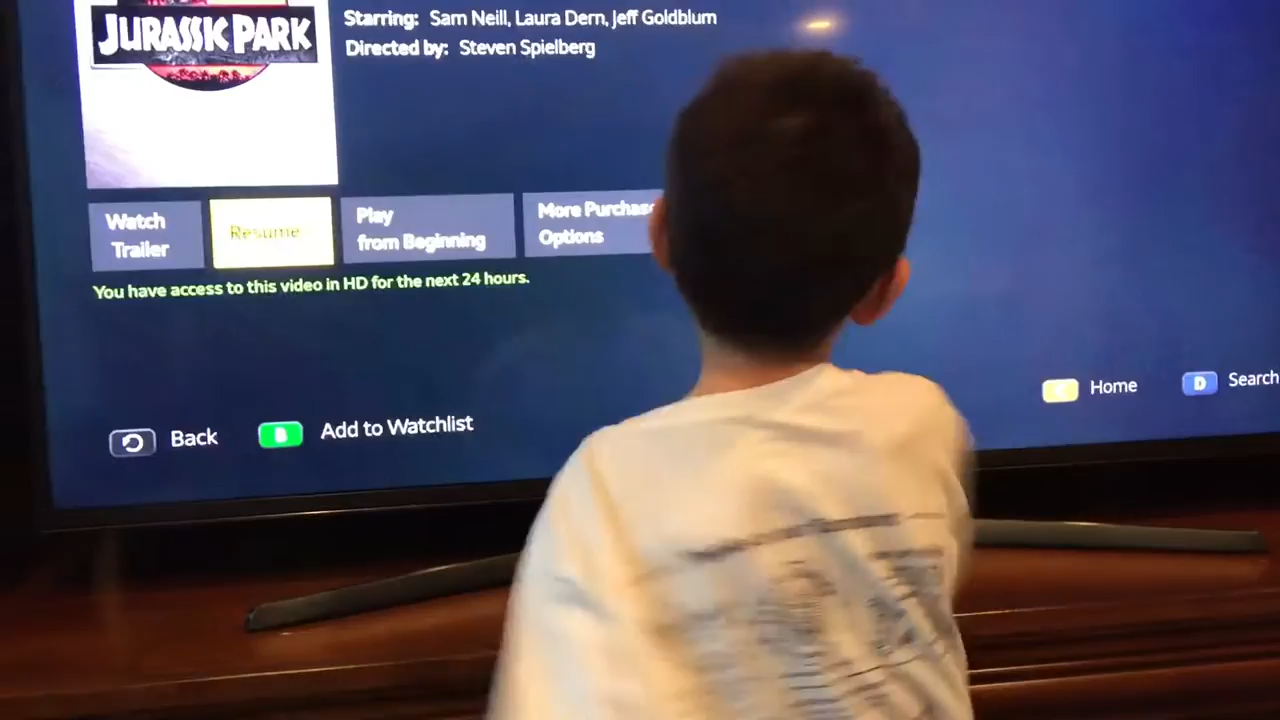 JURASSIC PARK
Starring: Sam Neill, Laura Dern, Jeff Goldblum
Directed by: Steven Spielberg
Watch
Trailer
Resume
Play
from Beginning
More Purchase
Options
You have access to this video in HD for the next 24 hours.
Back
B
Add to Watchlist
Home
D
Search